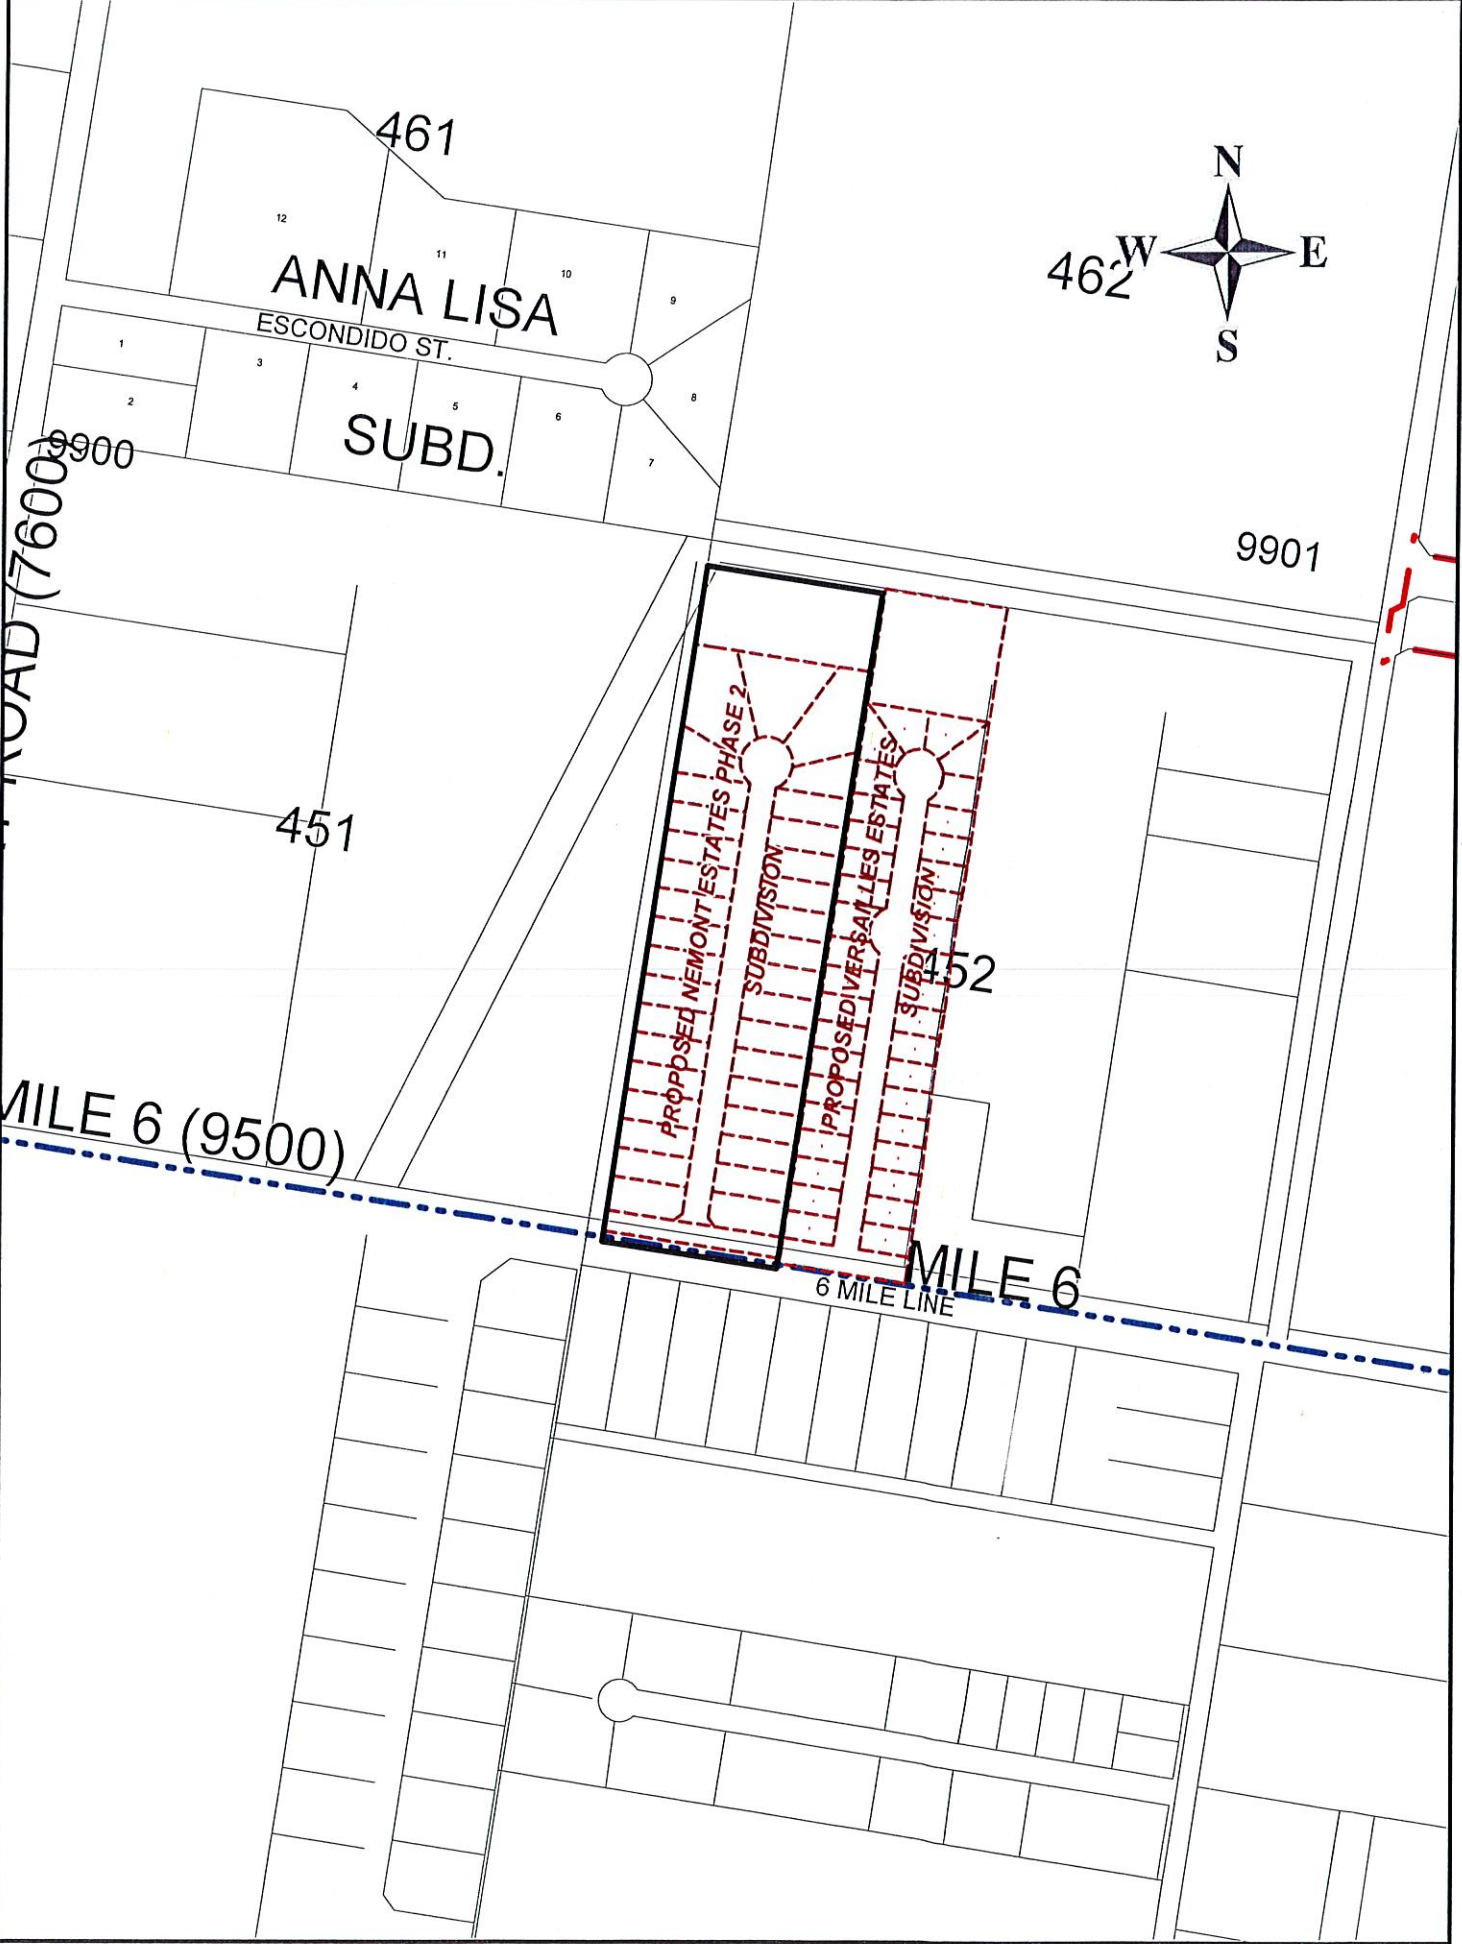 461
N
W
E
S
462
12
11
10
9
ANNA LISA
ESCONDIDO ST.
1
3
4
5
6
8
2
SUBD.
7
9900
ROAD (7600)
9901
451
PROPOSED NEMONT ESTATES PHASE 2
SUBDIVISION
PROPOSED VERSAILLES ESTATES
SUBDIVISION
452
MILE 6 (9500)
MILE 6
6 MILE LINE